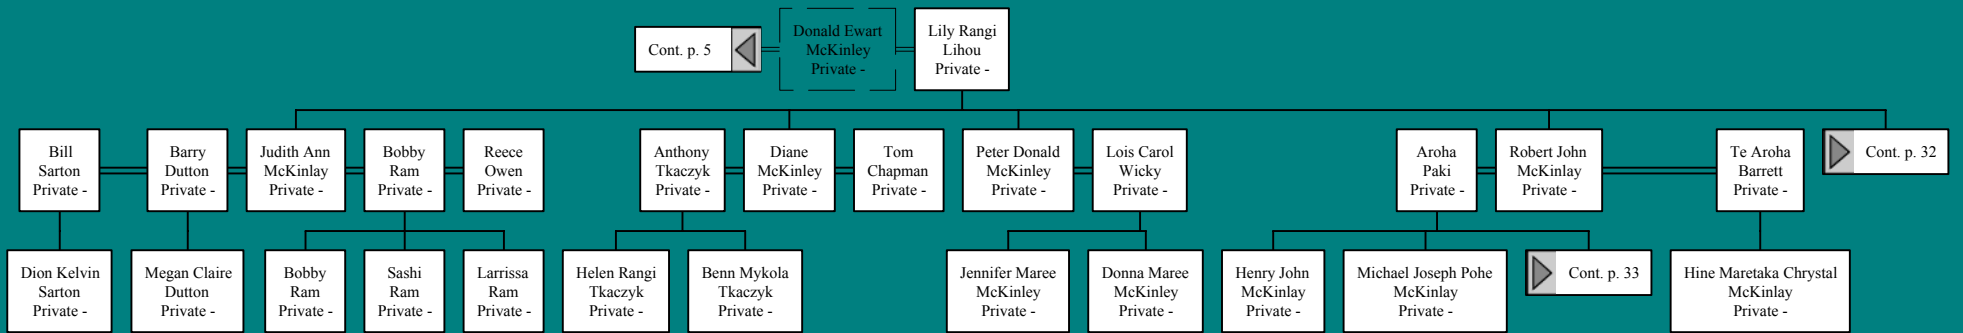 Cont. p. 5
Donald Ewart
McKinley
Private -
Lily Rangi
Lihou
Private -
Bill
Sarton
Private -
Barry
Dutton
Private -
Judith Ann
McKinlay
Private -
Bobby
Ram
Private -
Reece
Owen
Private -
Anthony
Tkaczyk
Private -
Diane
McKinley
Private -
Tom
Chapman
Private -
Peter Donald
McKinley
Private -
Lois Carol
Wicky
Private -
Aroha
Paki
Private -
Robert John
McKinlay
Private -
Te Aroha
Barrett
Private -
Cont. p. 32
Dion Kelvin
Sarton
Private -
Megan Claire
Dutton
Private -
Bobby
Ram
Private -
Sashi
Ram
Private -
Larrissa
Ram
Private -
Helen Rangi
Tkaczyk
Private -
Benn Mykola
Tkaczyk
Private -
Jennifer Maree
McKinley
Private -
Donna Maree
McKinley
Private -
Henry John
McKinlay
Private -
Michael Joseph Pohe
McKinlay
Private -
Cont. p. 33
Hine Maretaka Chrystal
McKinlay
Private -